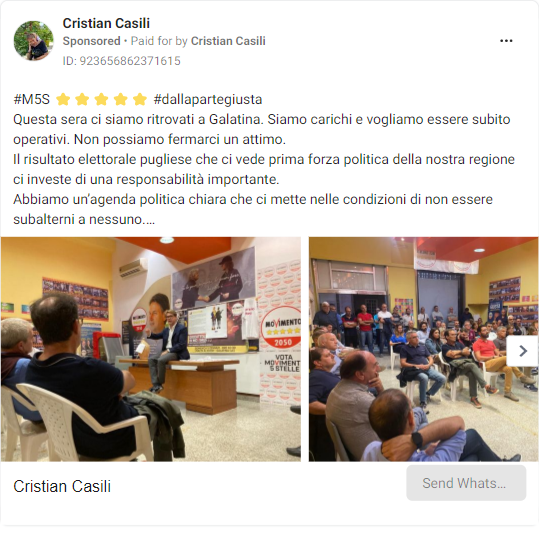 Cristian Casili
Sponsored • Paid for by Cristian Casili
ID: 923656862371615
#M5S ⭐ ⭐ ⭐ ⭐ ⭐ #dallapartegiusta
Questa sera ci siamo ritrovati a Galatina. Siamo carichi e vogliamo essere subito
operativi. Non possiamo fermarci un attimo.
Il risultato elettorale pugliese che ci vede prima forza politica della nostra regione
ci investe di una responsabilità importante.
Abbiamo un’agenda politica chiara che ci mette nelle condizioni di non essere
subalterni a nessuno....
MOVIMENTO
2050
VOTA
MOVIMENTO
5 STELLE
Cristian Casili
Send Whats...